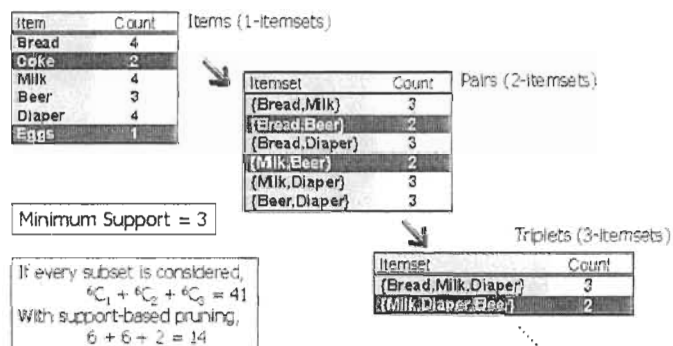 Item Count Items (1-itemsets)
Bread 4
Coke 2
Milk 4
Beer 3
Diaper 4
Eggs 1
Itemset Count Pairs (2-itemsets)
{Bread,Milk} 3
{Bread,Beer} 2
{Bread,Diaper} 3
{Milk,Beer} 2
{Milk,Diaper} 3
{Beer,Diaper} 3
Minimum Support = 3
Triplets (3-itemsets)
Itemset Count
{Bread,Milk,Diaper} 3
{Milk,Diaper,Beer} 2
If every subset is considered,
⁶C₁ + ⁶C₂ + ⁶C₃ = 41
With support-based pruning,
6 + 6 + 2 = 14